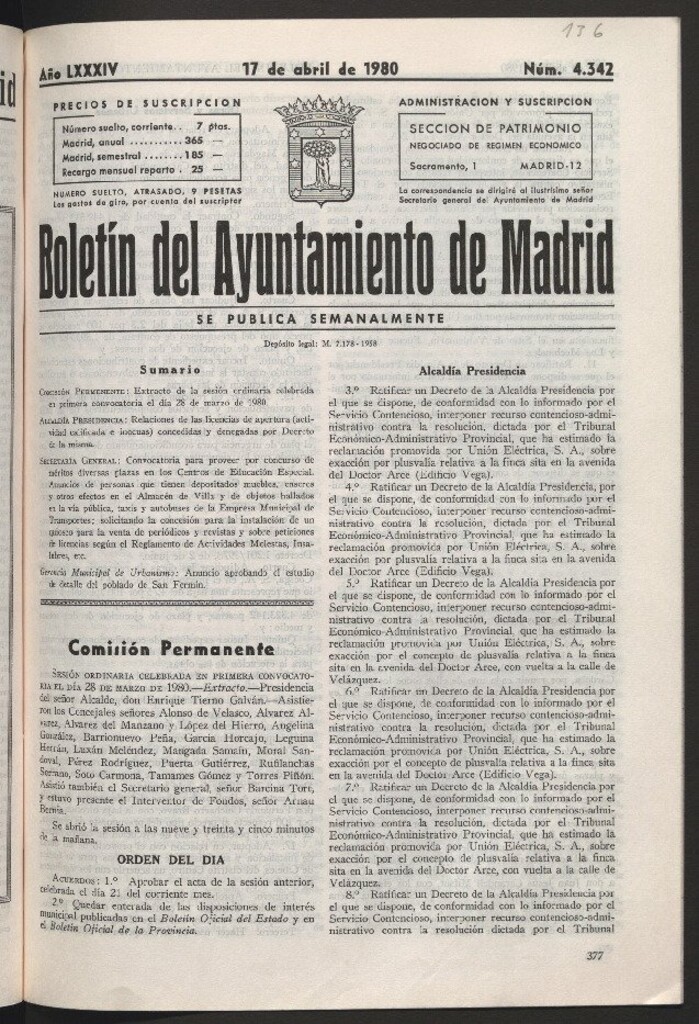 136
Año LXXXIV 17 de abril de 1980 Núm. 4.342
PRECIOS DE SUSCRIPCION
Número suelto, corriente.. 7 ptas.
Madrid, anual ........... 365 —
Madrid, semestral ........ 185 —
Recargo mensual reparto . 25 —
NUMERO SUELTO, ATRASADO, 9 PESETAS
Los gastos de giro, por cuenta del suscriptor
ADMINISTRACION Y SUSCRIPCION
SECCION DE PATRIMONIO
NEGOCIADO DE REGIMEN ECONOMICO
Sacramento, 1 MADRID-12
La correspondencia se dirigirá al ilustrísimo señor
Secretario general del Ayuntamiento de Madrid
Boletín del Ayuntamiento de Madrid
SE PUBLICA SEMANALMENTE
Depósito legal: M. 7.178-1958
Sumario
COMISIÓN PERMANENTE: Extracto de la sesión ordinaria celebrada
en primera convocatoria el día 28 de marzo de 1980.
ALCALDÍA PRESIDENCIA: Relaciones de las licencias de apertura (acti-
vidad calificada e inocuas) concedidas y denegadas por Decreto
de la misma.
SECRETARÍA GENERAL: Convocatoria para proveer por concurso de
méritos diversas plazas en los Centros de Educación Especial.
Anuncios de personas que tienen depositados muebles, enseres
y otros efectos en el Almacén de Villa y de objetos hallados
en la vía pública, taxis y autobuses de la Empresa Municipal de
Transportes; solicitando la concesión para la instalación de un
quiosco para la venta de periódicos y revistas y sobre peticiones
de licencias según el Reglamento de Actividades Molestas, Insa-
lubres, etc.
Gerencia Municipal de Urbanismo: Anuncio aprobando el estudio
de detalle del poblado de San Fermín.
Comisión Permanente
SESIÓN ORDINARIA CELEBRADA EN PRIMERA CONVOCATO-
RIA EL DÍA 28 DE MARZO DE 1980.—Extracto.—Presidencia
del señor Alcalde, don Enrique Tierno Galván.—Asistie-
ron los Concejales señores Alonso de Velasco, Alvarez Al-
varez, Alvarez del Manzano y López del Hierro, Angelina
González, Barrionuevo Peña, García Horcajo, Leguina
Herrán, Luxán Meléndez, Mangada Samaín, Moral San-
doval, Pérez Rodríguez, Puerta Gutiérrez, Rufilanchas
Serrano, Soto Carmona, Tamames Gómez y Torres Piñón.
Asistió también el Secretario general, señor Barcina Tort,
y estuvo presente el Interventor de Fondos, señor Arnau
Bernia.
Se abrió la sesión a las nueve y treinta y cinco minutos
de la mañana.
ORDEN DEL DIA
ACUERDOS: 1.º Aprobar el acta de la sesión anterior,
celebrada el día 21 del corriente mes.
2.º Quedar enterada de las disposiciones de interés
municipal publicadas en el Boletín Oficial del Estado y en
el Boletín Oficial de la Provincia.
Alcaldía Presidencia
3.º Ratificar un Decreto de la Alcaldía Presidencia por
el que se dispone, de conformidad con lo informado por el
Servicio Contencioso, interponer recurso contencioso-admi-
nistrativo contra la resolución, dictada por el Tribunal
Económico-Administrativo Provincial, que ha estimado la
reclamación promovida por Unión Eléctrica, S. A., sobre
exacción por plusvalía relativa a la finca sita en la avenida
del Doctor Arce (Edificio Vega).
4.º Ratificar un Decreto de la Alcaldía Presidencia, por
el que se dispone, de conformidad con lo informado por el
Servicio Contencioso, interponer recurso contencioso-admi-
nistrativo contra la resolución, dictada por el Tribunal
Económico-Administrativo Provincial, que ha estimado la
reclamación promovida por Unión Eléctrica, S. A., sobre
exacción por plusvalía relativa a la finca sita en la avenida
del Doctor Arce (Edificio Vega).
5.º Ratificar un Decreto de la Alcaldía Presidencia por
el que se dispone, de conformidad con lo informado por el
Servicio Contencioso, interponer recurso contencioso-admi-
nistrativo contra la resolución, dictada por el Tribunal
Económico-Administrativo Provincial, que ha estimado la
reclamación promovida por Unión Eléctrica, S. A., sobre
exacción por el concepto de plusvalía relativa a la finca
sita en la avenida del Doctor Arce, con vuelta a la calle de
Velázquez.
6.º Ratificar un Decreto de la Alcaldía Presidencia por
el que se dispone, de conformidad con lo informado por el
Servicio Contencioso, interponer recurso contencioso-admi-
nistrativo contra la resolución, dictada por el Tribunal
Económico-Administrativo Provincial, que ha estimado la
reclamación promovida por Unión Eléctrica, S. A., sobre
exacción por el concepto de plusvalía relativa a la finca sita
en la avenida del Doctor Arce (Edificio Vega).
7.º Ratificar un Decreto de la Alcaldía Presidencia por
el que se dispone, de conformidad con lo informado por el
Servicio Contencioso, interponer recurso contencioso-admi-
nistrativo contra la resolución, dictada por el Tribunal
Económico-Administrativo Provincial, que ha estimado la
reclamación promovida por Unión Eléctrica, S. A., sobre
exacción por el concepto de plusvalía relativa a la finca
sita en la avenida del Doctor Arce, con vuelta a la calle de
Velázquez.
8.º Ratificar un Decreto de la Alcaldía Presidencia por
el que se dispone, de conformidad con lo informado por el
Servicio Contencioso, interponer recurso contencioso-admi-
nistrativo contra la resolución dictada por el Tribunal
377